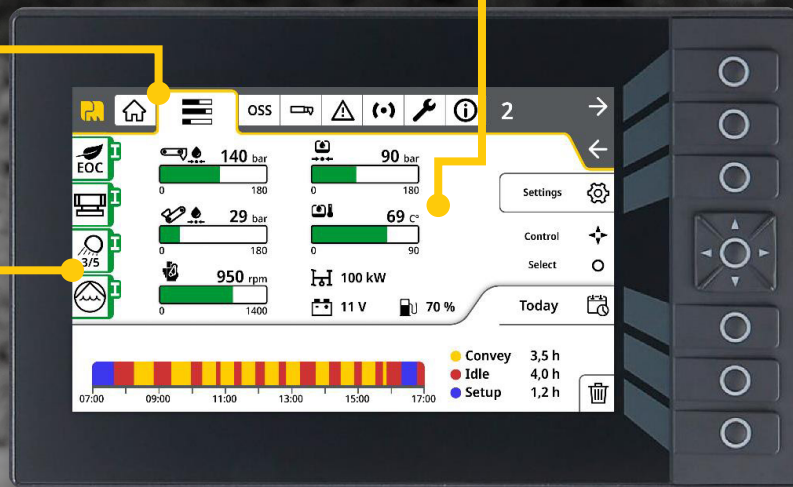 OSS 2
EOC
140 bar
0 180
90 bar
0 180
Settings
29 bar
0 180
69 C°
0 90
Control
3/5
Select
950 rpm
0 1400
100 kW
11 V 70 %
Today
Convey 3,5 h
Idle 4,0 h
Setup 1,2 h
07:00 09:00 11:00 13:00 15:00 17:00